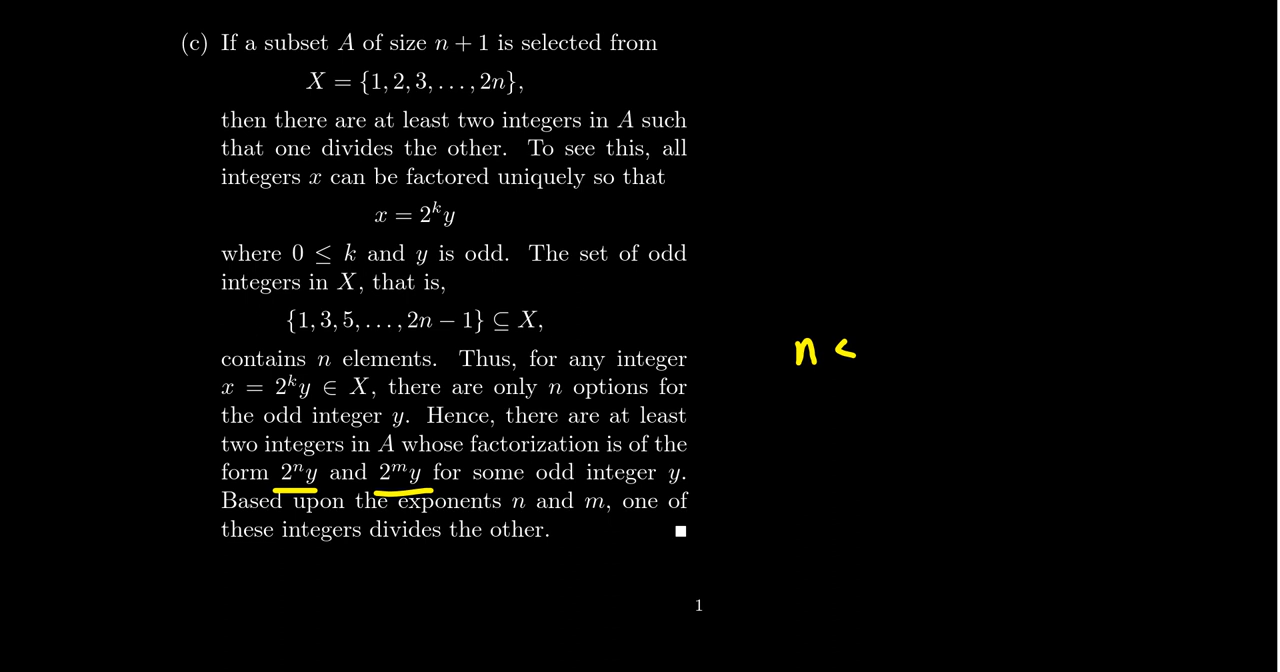 (c) If a subset A of size n + 1 is selected from
X = {1, 2, 3, . . . , 2n},
then there are at least two integers in A such
that one divides the other. To see this, all
integers x can be factored uniquely so that
x = 2^k y
where 0 ≤ k and y is odd. The set of odd
integers in X, that is,
{1, 3, 5, . . . , 2n − 1} ⊆ X,
contains n elements. Thus, for any integer
x = 2^k y ∈ X, there are only n options for
the odd integer y. Hence, there are at least
two integers in A whose factorization is of the
form 2^n y and 2^m y for some odd integer y.
Based upon the exponents n and m, one of
these integers divides the other. ■
n <
1